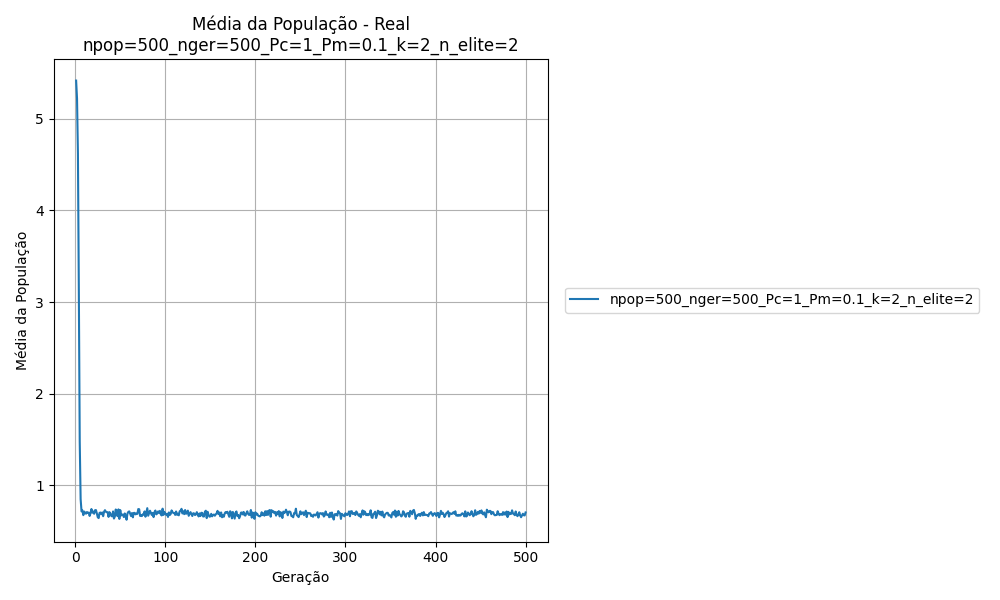 Média da População - Real
npop=500_nger=500_Pc=1_Pm=0.1_k=2_n_elite=2
Média da População
5
4
3
2
1
0
100
200
300
400
500
Geração
npop=500_nger=500_Pc=1_Pm=0.1_k=2_n_elite=2